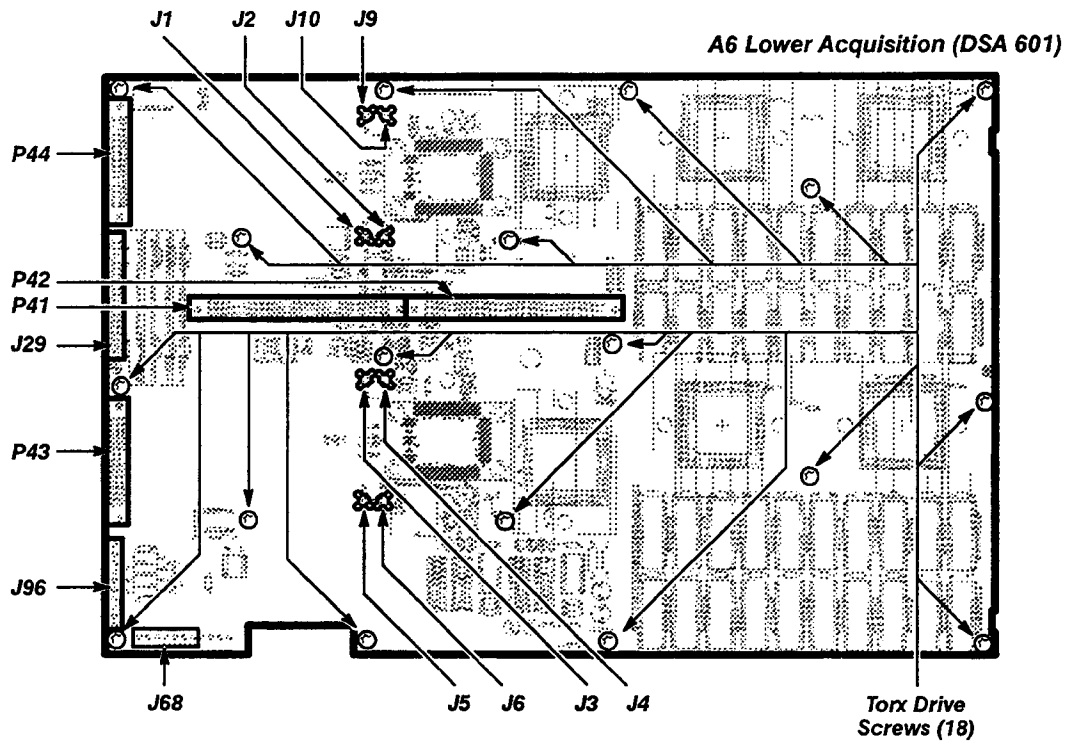 J1
J2
J10
J9
A6 Lower Acquisition (DSA 601)
P44
P42
P41
J29
P43
J96
J68
J5
J6
J3
J4
Torx Drive
Screws (18)